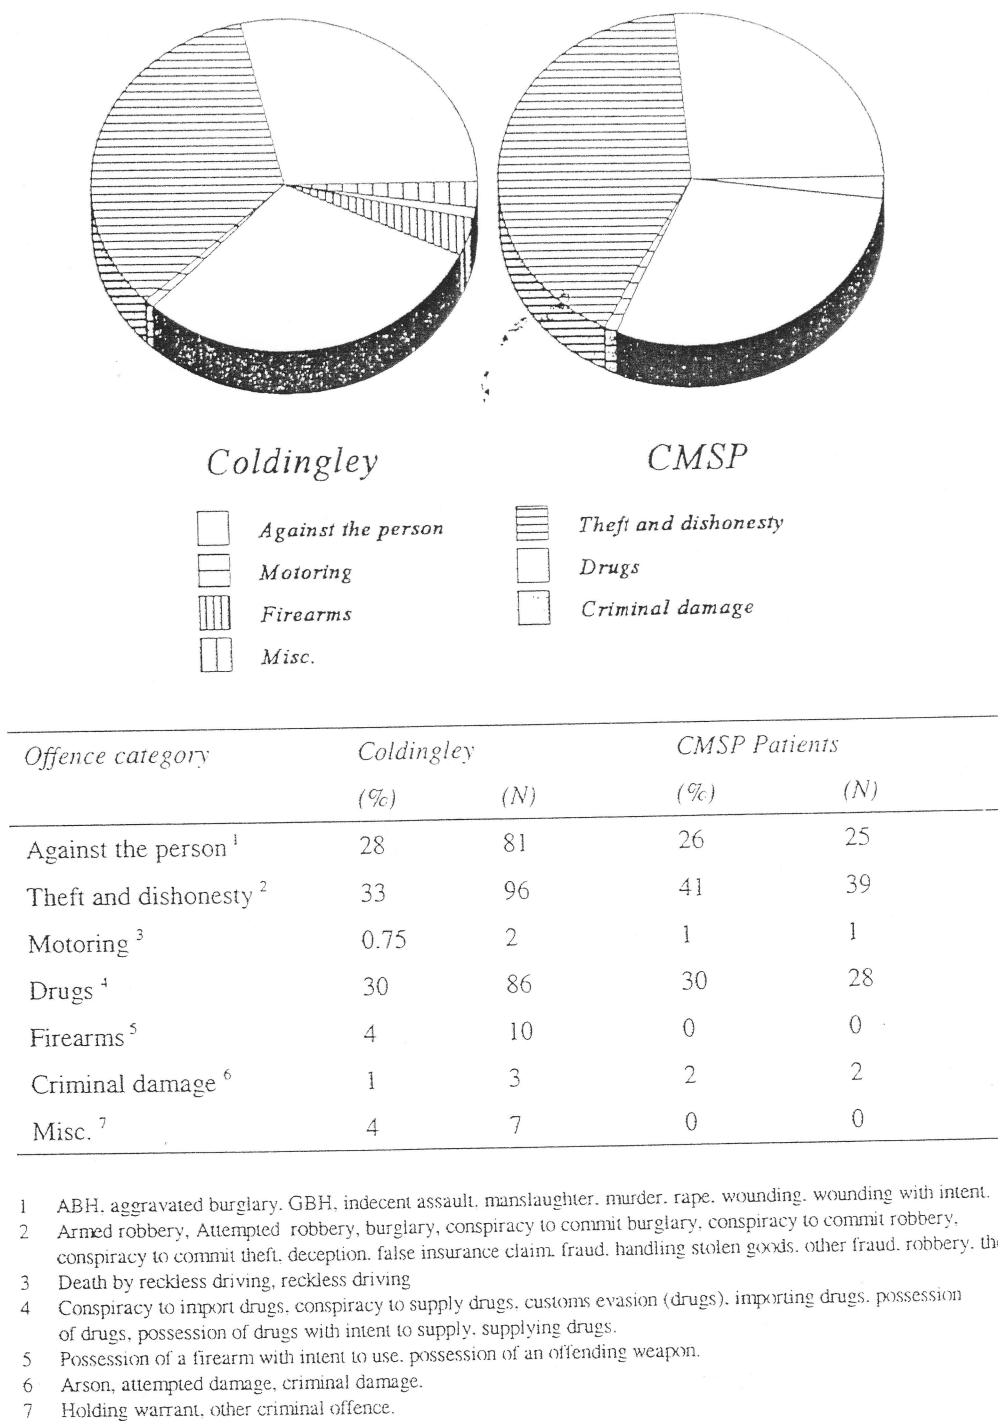 Coldingley CMSP
Against the person
Motoring
Firearms
Misc.
Theft and dishonesty
Drugs
Criminal damage
Offence category Coldingley CMSP Patients
(%) (N) (%) (N)
Against the person 1 28 81 26 25
Theft and dishonesty 2 33 96 41 39
Motoring 3 0.75 2 1 1
Drugs 4 30 86 30 28
Firearms 5 4 10 0 0
Criminal damage 6 1 3 2 2
Misc. 7 4 7 0 0
1 ABH, aggravated burglary, GBH, indecent assault, manslaughter, murder, rape, wounding, wounding with intent.
2 Armed robbery, Attempted robbery, burglary, conspiracy to commit burglary, conspiracy to commit robbery,
conspiracy to commit theft, deception, false insurance claim, fraud, handling stolen goods, other fraud, robbery,
3 Death by reckless driving, reckless driving
4 Conspiracy to import drugs, conspiracy to supply drugs, customs evasion (drugs), importing drugs, possession
of drugs, possession of drugs with intent to supply, supplying drugs.
5 Possession of a firearm with intent to use, possession of an offending weapon.
6 Arson, attempted damage, criminal damage.
7 Holding warrant, other criminal offence.